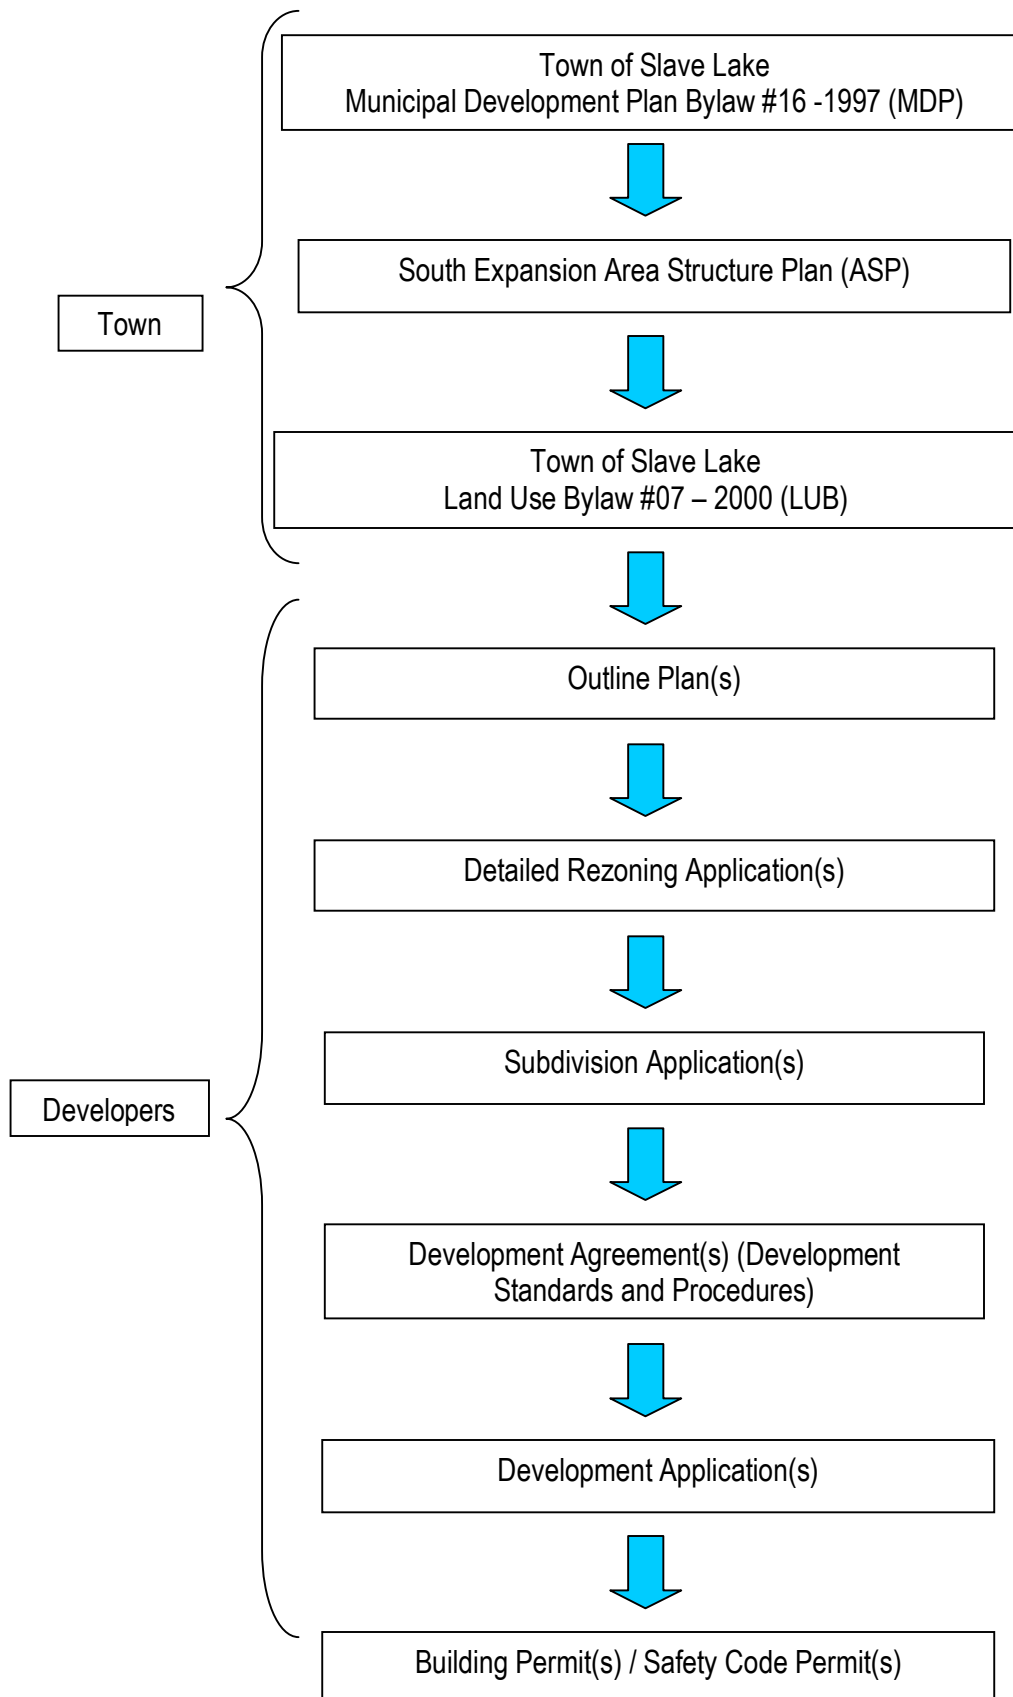 Town of Slave Lake
Municipal Development Plan Bylaw #16 -1997 (MDP)
South Expansion Area Structure Plan (ASP)
Town
Town of Slave Lake
Land Use Bylaw #07 – 2000 (LUB)
Outline Plan(s)
Detailed Rezoning Application(s)
Subdivision Application(s)
Developers
Development Agreement(s) (Development
Standards and Procedures)
Development Application(s)
Building Permit(s) / Safety Code Permit(s)